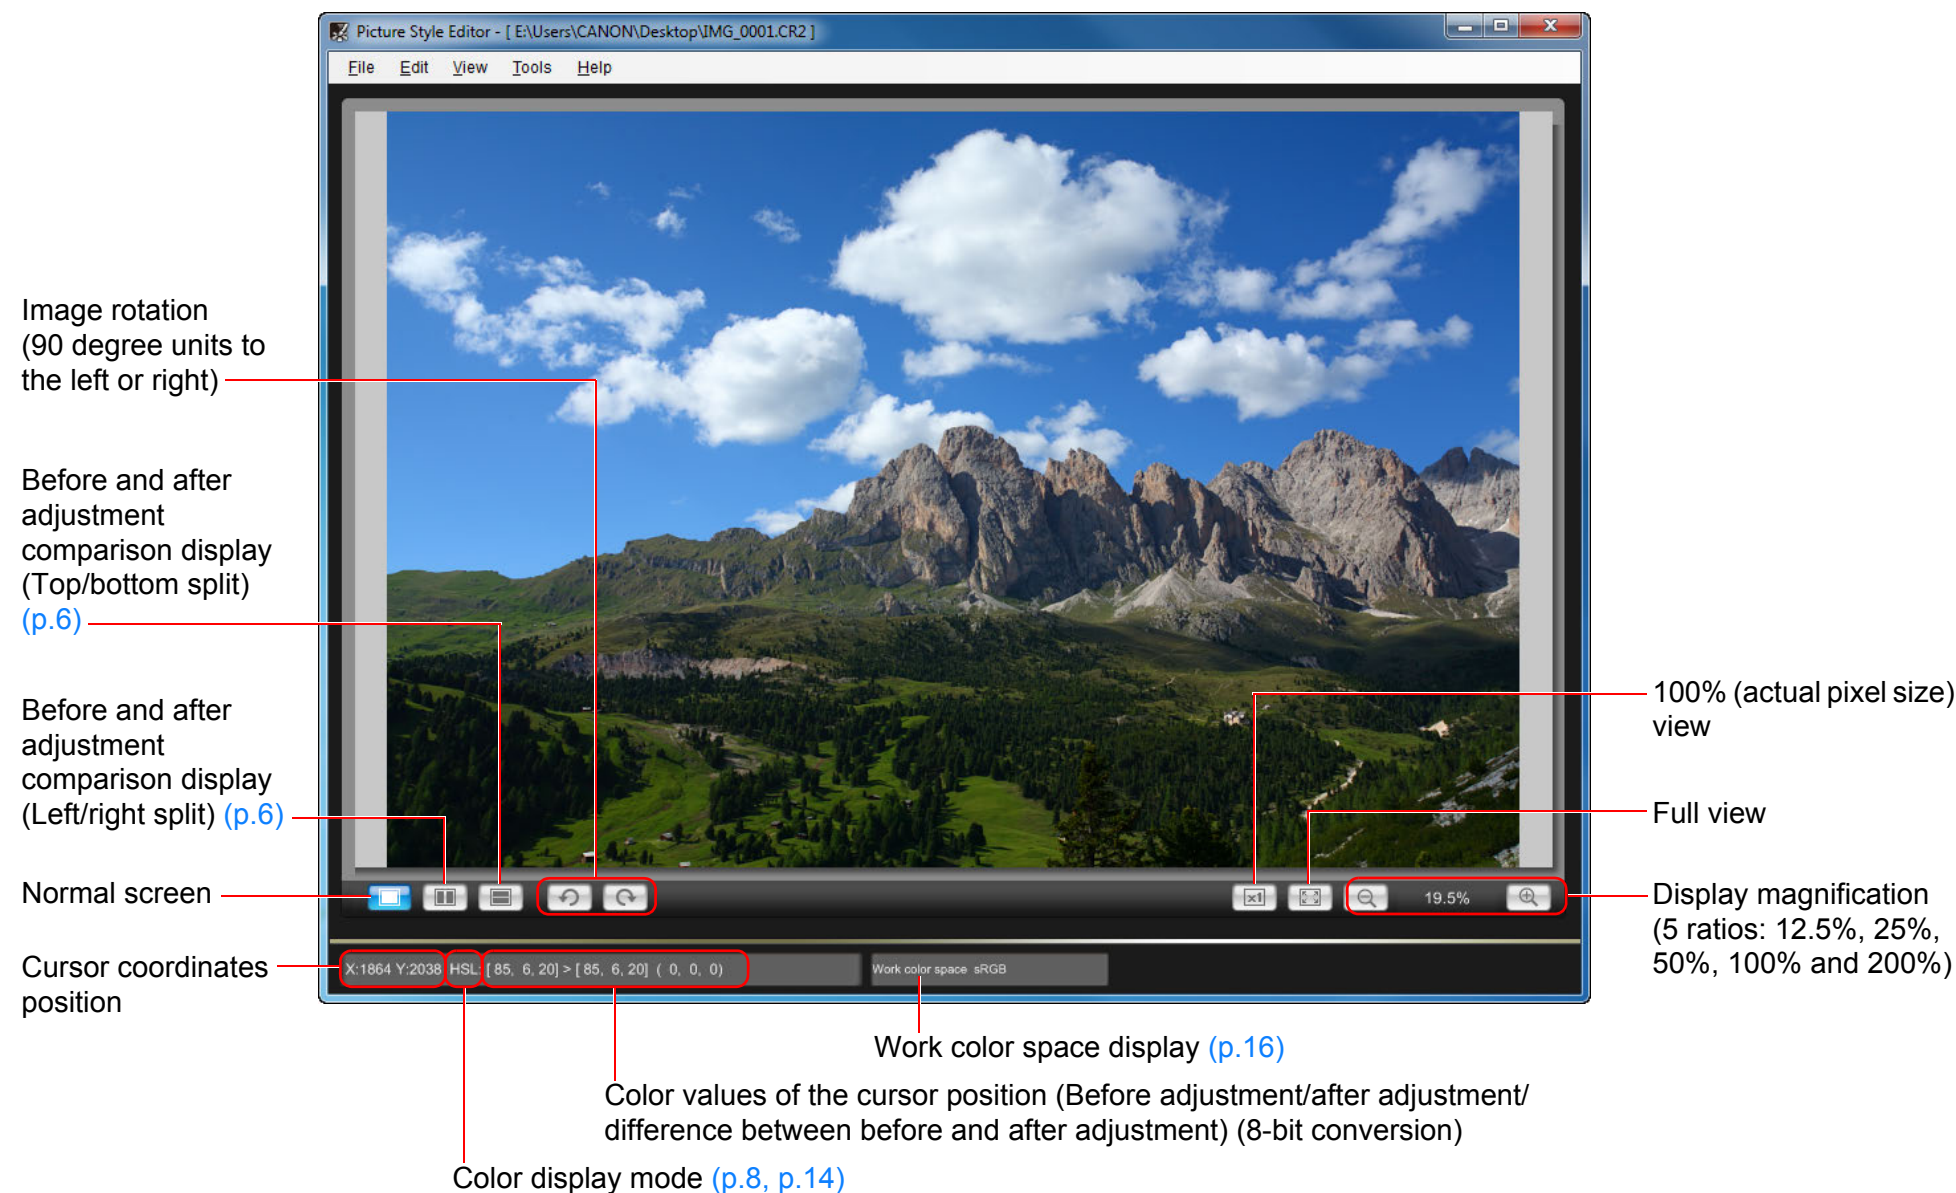 Picture Style Editor - [ E:\Users\CANON\Desktop\IMG_0001.CR2 ]
File Edit View Tools Help
Image rotation
(90 degree units to
the left or right)
Before and after
adjustment
comparison display
(Top/bottom split)
(p.6)
Before and after
adjustment
comparison display
(Left/right split) (p.6)
Normal screen
Cursor coordinates
position
100% (actual pixel size)
view
Full view
Display magnification
(5 ratios: 12.5%, 25%,
50%, 100% and 200%)
x1
19.5%
X:1864 Y:2038 HSL: [ 85, 6, 20] > [ 85, 6, 20] ( 0, 0, 0)
Work color space sRGB
Work color space display (p.16)
Color values of the cursor position (Before adjustment/after adjustment/
difference between before and after adjustment) (8-bit conversion)
Color display mode (p.8, p.14)